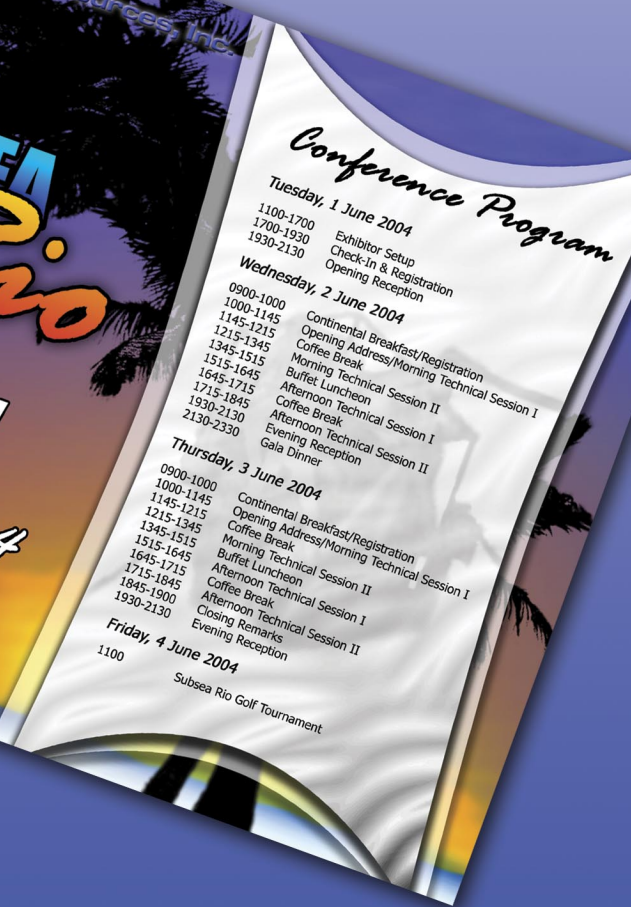 ources, Inc.
EA
io
4
Conference Program
Tuesday, 1 June 2004
1100-1700 Exhibitor Setup
1700-1930 Check-In & Registration
1930-2130 Opening Reception
Wednesday, 2 June 2004
0900-1000 Continental Breakfast/Registration
1000-1145 Opening Address/Morning Technical Session I
1145-1215 Coffee Break
1215-1345 Morning Technical Session II
1345-1515 Buffet Luncheon
1515-1645 Afternoon Technical Session I
1645-1715 Coffee Break
1715-1845 Afternoon Technical Session II
1930-2130 Evening Reception
2130-2330 Gala Dinner
Thursday, 3 June 2004
0900-1000 Continental Breakfast/Registration
1000-1145 Opening Address/Morning Technical Session I
1145-1215 Coffee Break
1215-1345 Morning Technical Session II
1345-1515 Buffet Luncheon
1515-1645 Afternoon Technical Session I
1645-1715 Coffee Break
1715-1845 Afternoon Technical Session II
1845-1900 Closing Remarks
1930-2130 Evening Reception
Friday, 4 June 2004
1100 Subsea Rio Golf Tournament